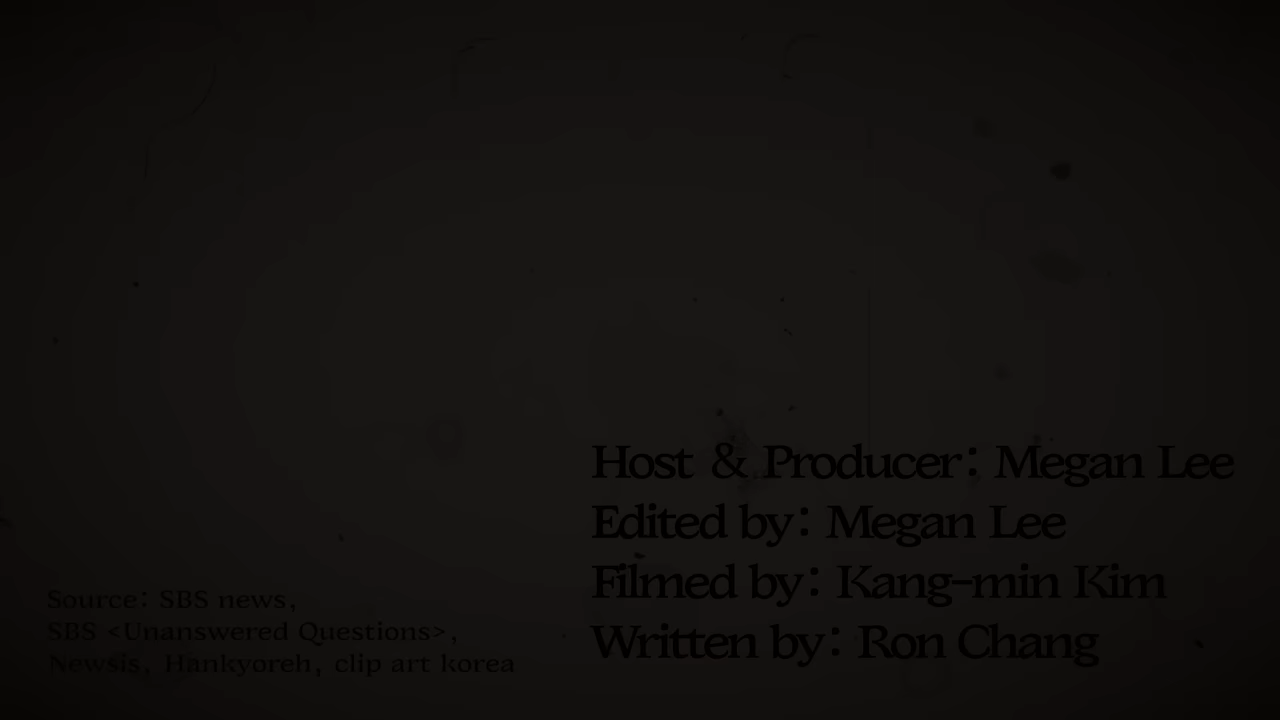 Host & Producer: Megan Lee
Edited by: Megan Lee
Filmed by: Kang-min Kim
Written by: Ron Chang
Source: SBS news,
SBS <Unanswered Questions>,
Newsis, Hankyoreh, clip art korea